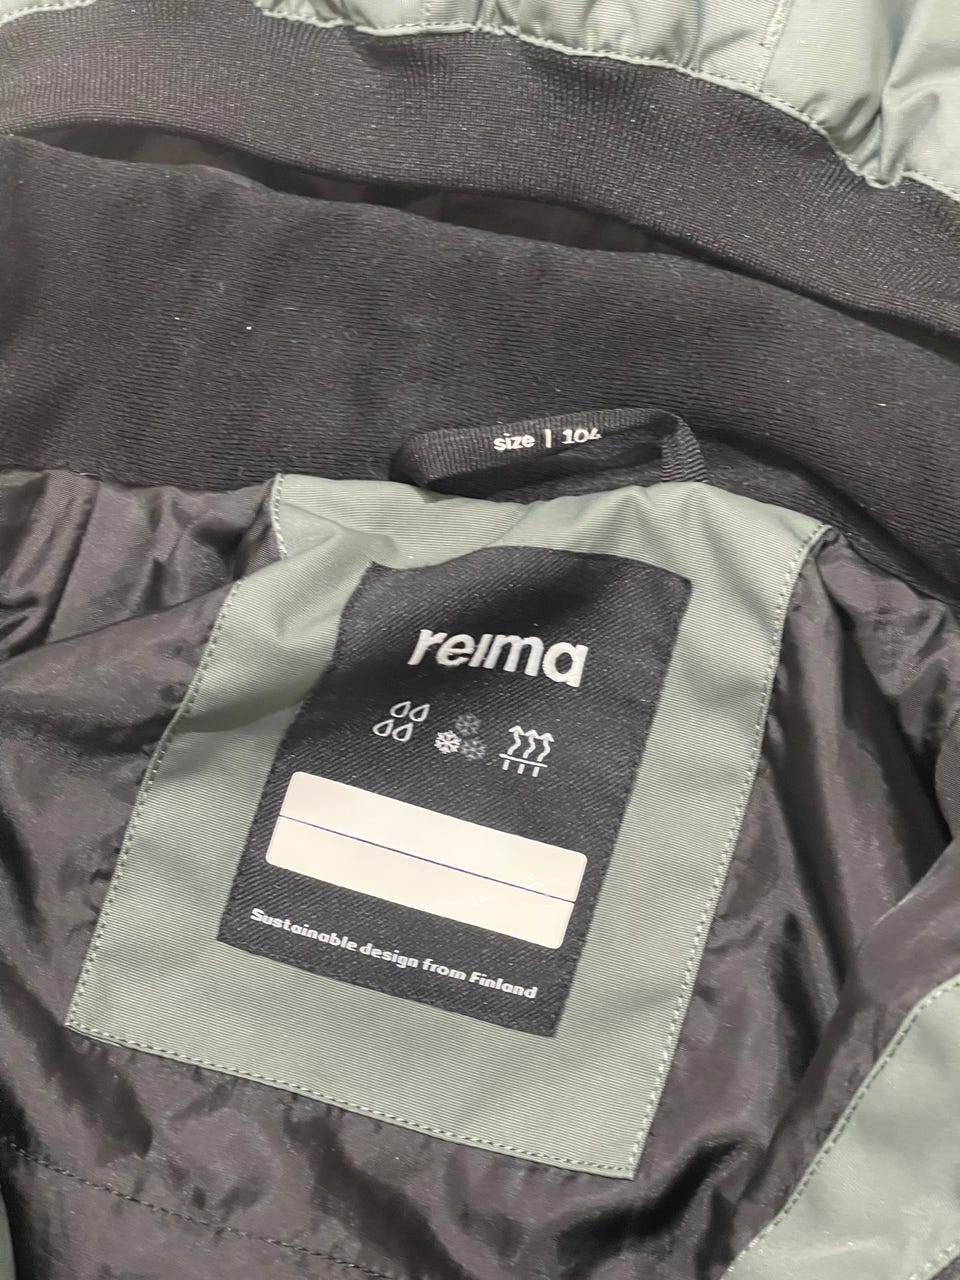 size | 104
reima
Sustainable design from Finland